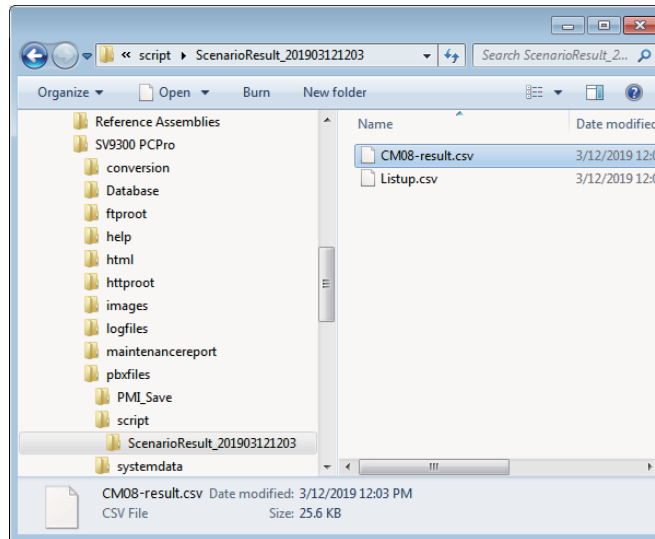 « script ▸ ScenarioResult_201903121203
Search ScenarioResult_2...
Organize Open Burn New folder
Reference Assemblies
SV9300 PCPro
conversion
Database
ftproot
help
html
httproot
images
logfiles
maintenancereport
pbxfiles
PMI_Save
script
ScenarioResult_201903121203
systemdata
Name Date modified
CM08-result.csv 3/12/2019 12:0
Listup.csv 3/12/2019 12:0
CM08-result.csv Date modified: 3/12/2019 12:03 PM
CSV File Size: 25.6 KB